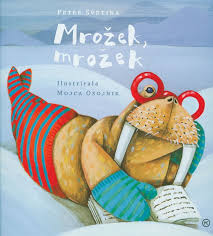 Peter Svetina
Mrožek,
mrožek
Ilustrirala
Mojca Osojnik